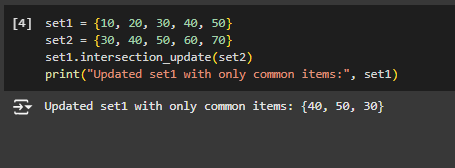 [4] set1 = {10, 20, 30, 40, 50}
set2 = {30, 40, 50, 60, 70}
set1.intersection_update(set2)
print("Updated set1 with only common items:", set1)
Updated set1 with only common items: {40, 50, 30}